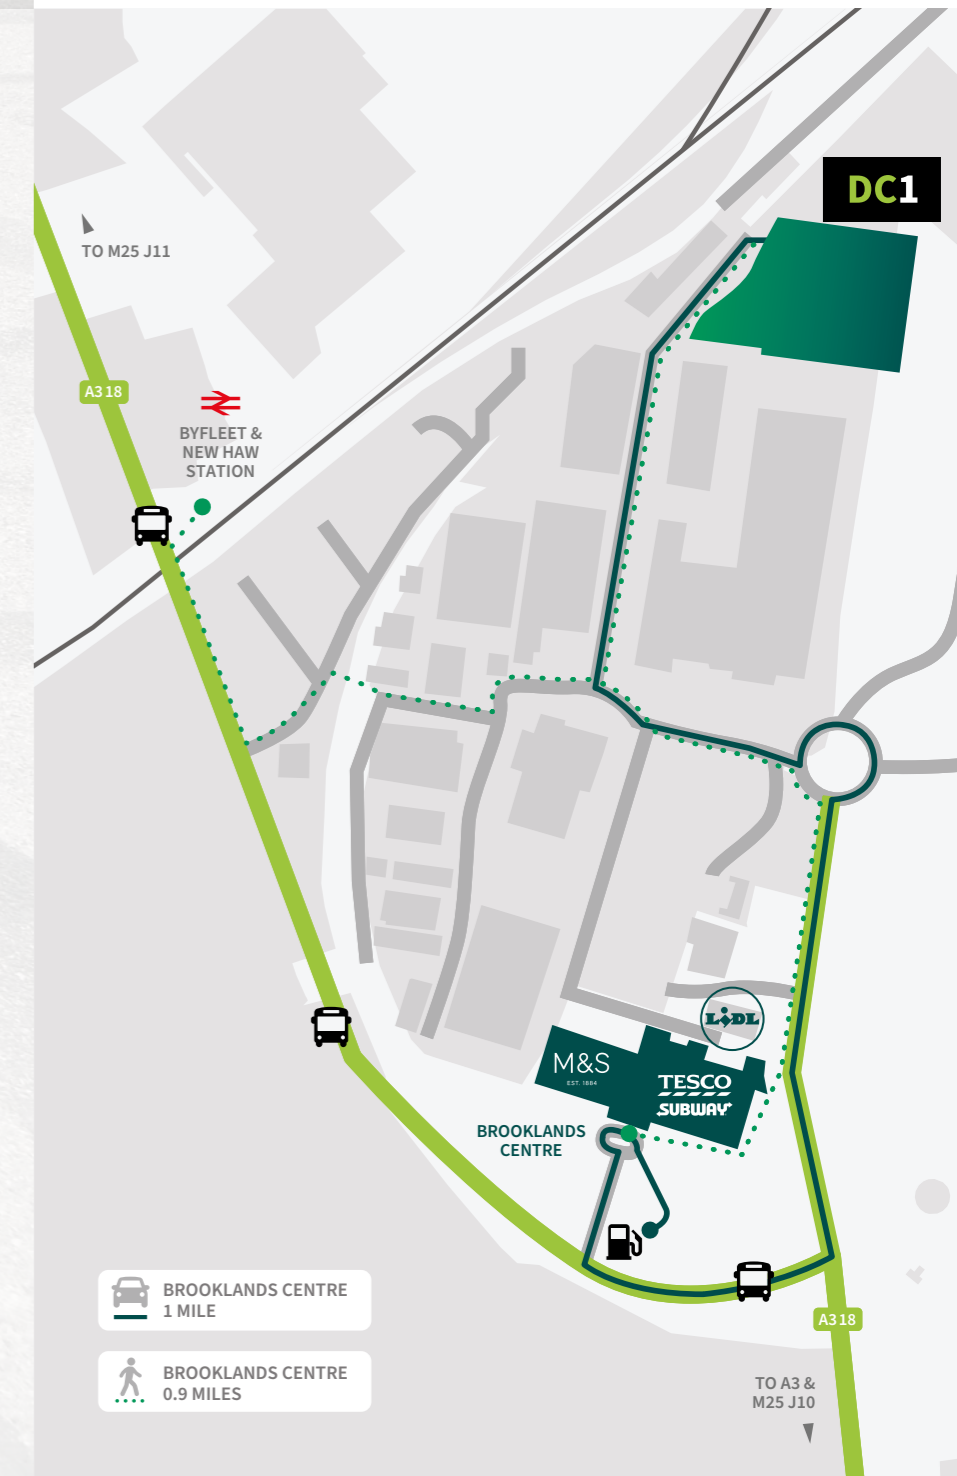 DC1
TO M25 J11
A318
BYFLEET &
NEW HAW
STATION
LIDL
M&S
EST. 1884
TESCO
SUBWAY
BROOKLANDS
CENTRE
BROOKLANDS CENTRE
1 MILE
A318
BROOKLANDS CENTRE
0.9 MILES
TO A3 &
M25 J10